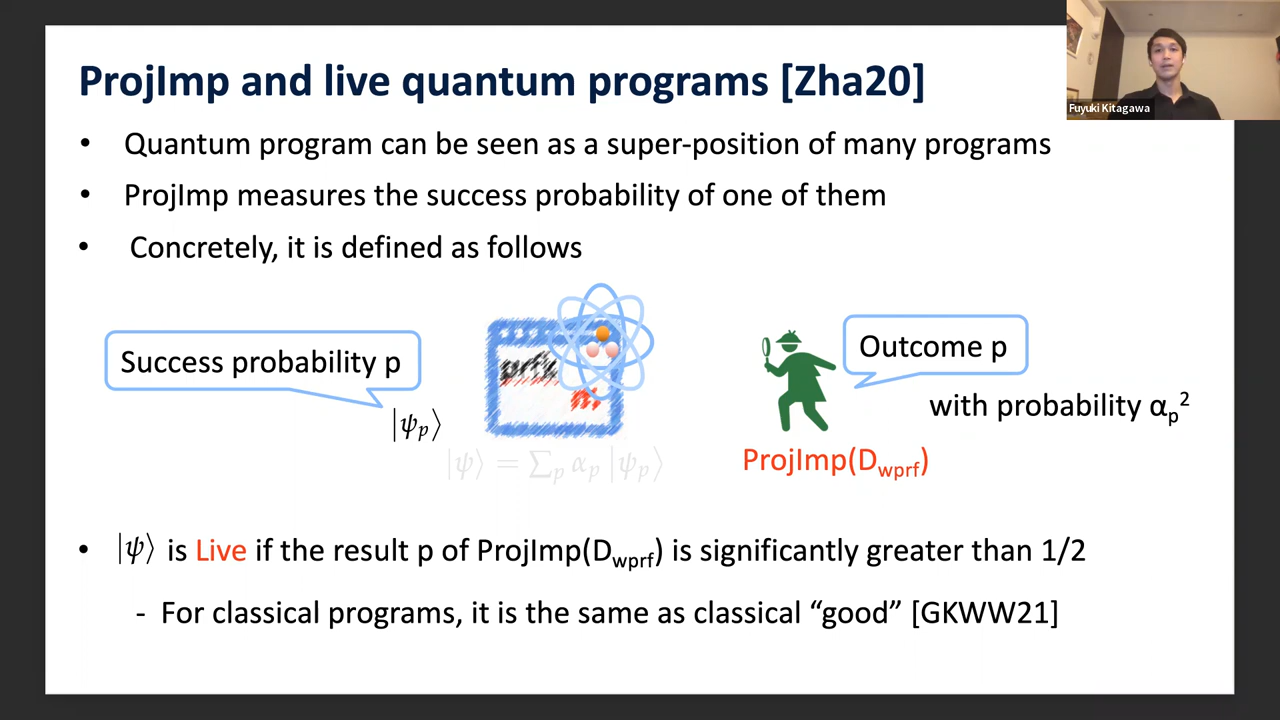 ProjImp and live quantum programs [Zha20]
Fuyuki Kitagawa
• Quantum program can be seen as a super-position of many programs
• ProjImp measures the success probability of one of them
• Concretely, it is defined as follows
Success probability p
|ψₚ⟩
|ψ⟩ = ∑ₚ αₚ |ψₚ⟩
Outcome p
with probability αₚ²
ProjImp(D_wprf)
• |ψ⟩ is Live if the result p of ProjImp(D_wprf) is significantly greater than 1/2
- For classical programs, it is the same as classical “good” [GKWW21]